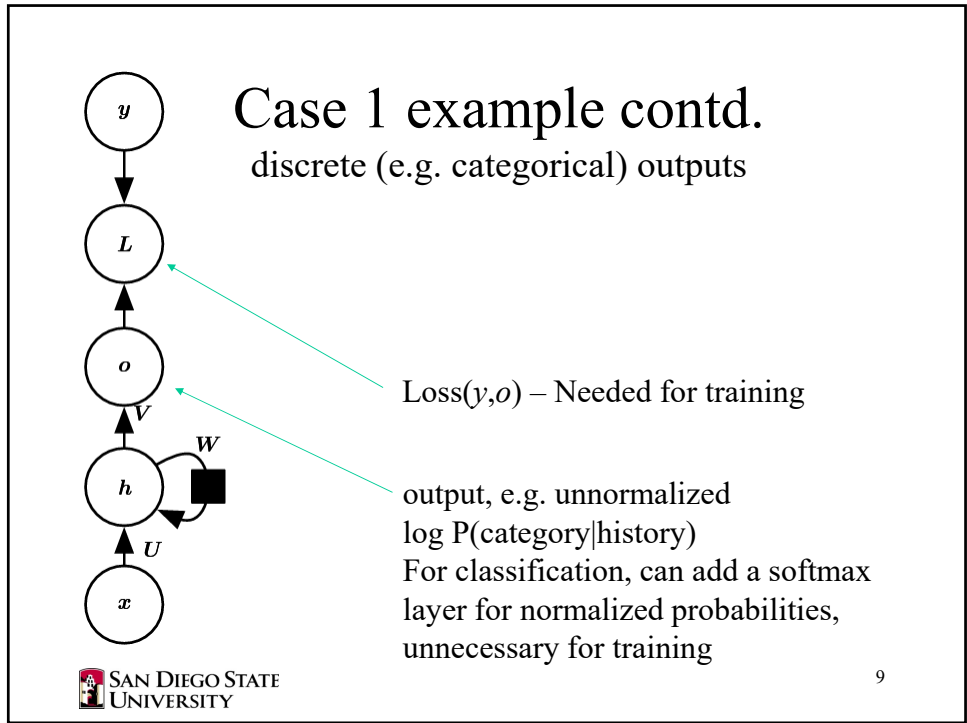 Case 1 example contd.
discrete (e.g. categorical) outputs
y
L
o
V
W
h
U
x
Loss(y,o) – Needed for training
output, e.g. unnormalized
log P(category|history)
For classification, can add a softmax
layer for normalized probabilities,
unnecessary for training
SAN DIEGO STATE
UNIVERSITY
9